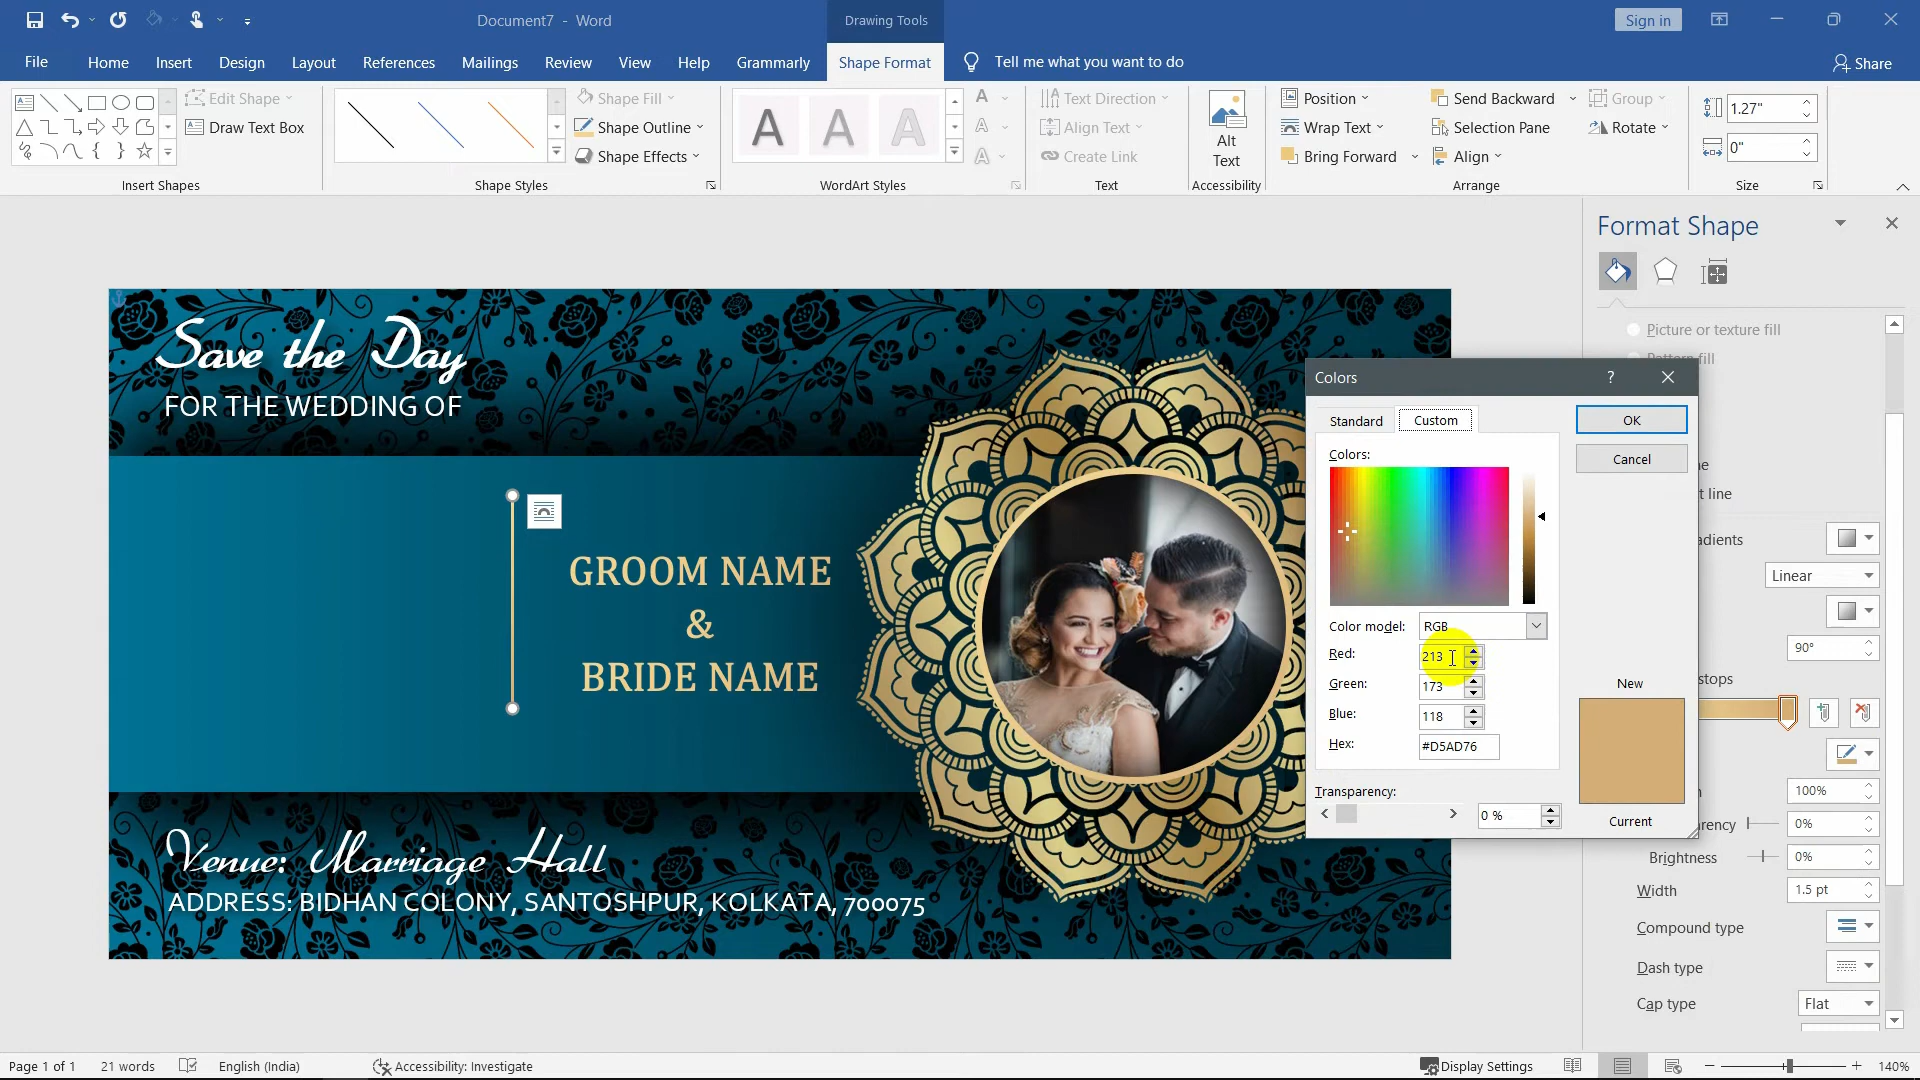 Document7 - Word
Drawing Tools
Sign in
File
Home
Insert
Design
Layout
References
Mailings
Review
View
Help
Grammarly
Shape Format
Tell me what you want to do
Share
Edit Shape
Draw Text Box
Insert Shapes
Shape Fill
Shape Outline
Shape Effects
Shape Styles
A A A
A
A
A
WordArt Styles
Text Direction
Align Text
Create Link
Text
Alt
Text
Accessibility
Position
Wrap Text
Bring Forward
Send Backward
Selection Pane
Align
Group
Rotate
Arrange
1.27"
0"
Size
Save the Day
FOR THE WEDDING OF
GROOM NAME
&
BRIDE NAME
Venue: Marriage Hall
ADDRESS: BIDHAN COLONY, SANTOSHPUR, KOLKATA, 700075
Colors
?
Standard
Custom
OK
Cancel
Colors:
Color model:
RGB
Red:
213
Green:
173
Blue:
118
Hex:
#D5AD76
Transparency:
0 %
New
Current
Format Shape
Picture or texture fill
t line
Linear
90°
stops
100%
0%
Brightness
0%
Width
1.5 pt
Compound type
Dash type
Cap type
Flat
Page 1 of 1
21 words
English (India)
Accessibility: Investigate
Display Settings
140%